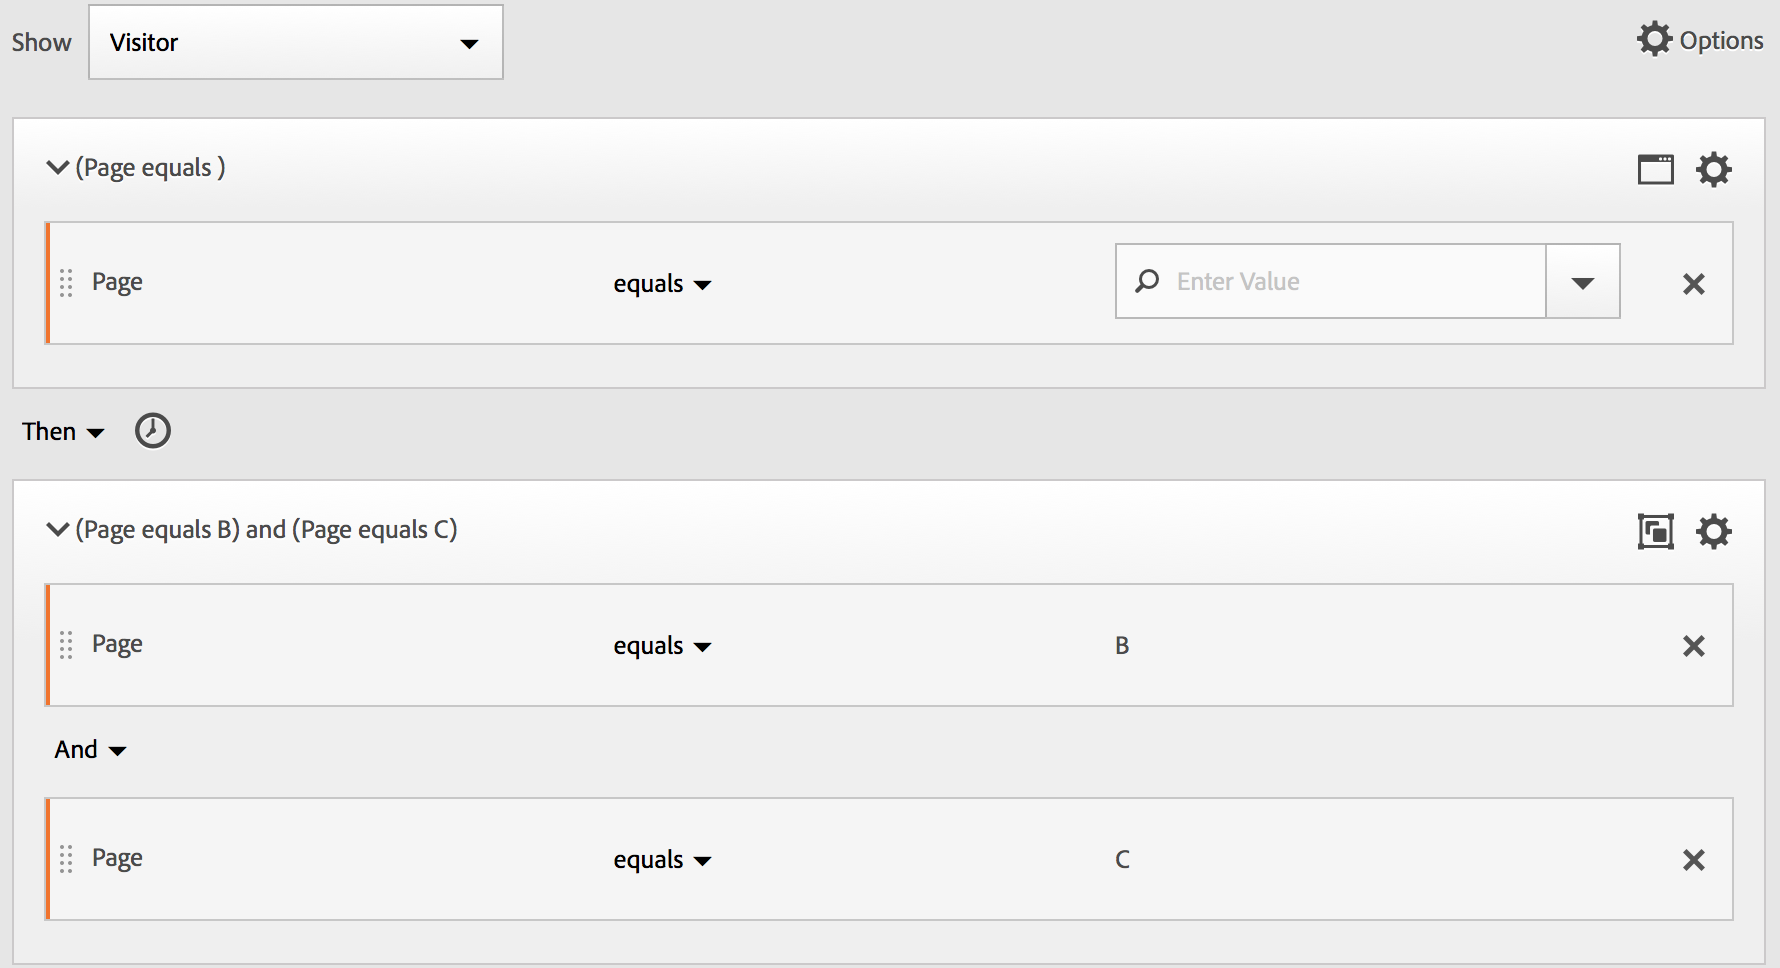 Show Visitor Options
(Page equals )
Page equals Enter Value
Then
(Page equals B) and (Page equals C)
Page equals B
And
Page equals C